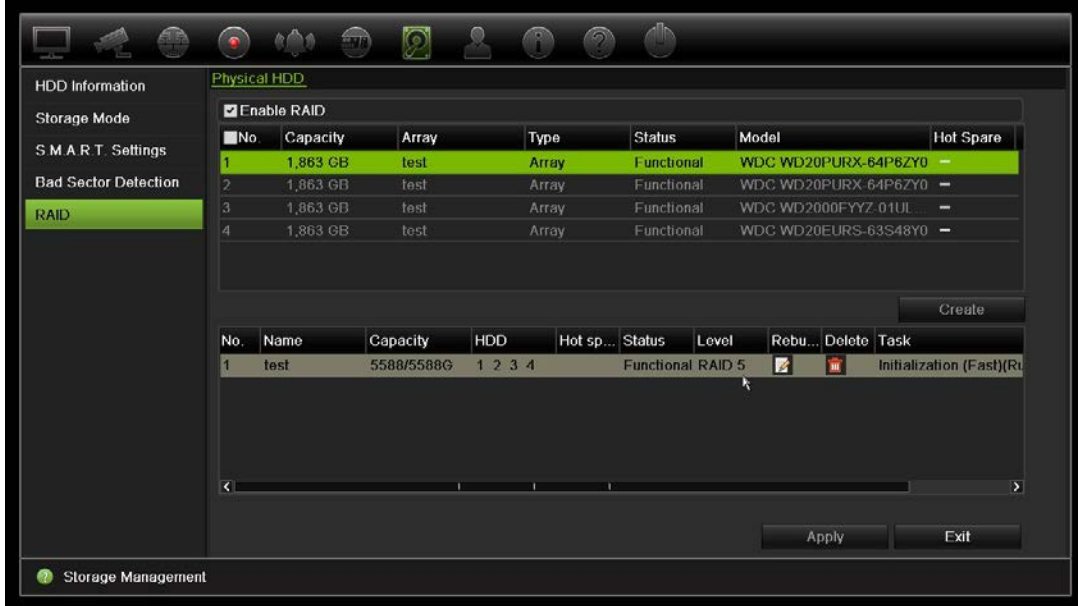 Physical HDD
HDD Information
Storage Mode
S.M.A.R.T. Settings
Bad Sector Detection
RAID
Enable RAID
No. Capacity Array Type Status Model Hot Spare
1 1,863 GB test Array Functional WDC WD20PURX-64P6ZY0 –
2 1,863 GB test Array Functional WDC WD20PURX-64P6ZY0 –
3 1,863 GB test Array Functional WDC WD2000FYYZ-01UL... –
4 1,863 GB test Array Functional WDC WD20EURS-63S48Y0 –
Create
No. Name Capacity HDD Hot sp... Status Level Rebu... Delete Task
1 test 5588/5588G 1 2 3 4 Functional RAID 5 Initialization (Fast)(Ru
Apply Exit
Storage Management